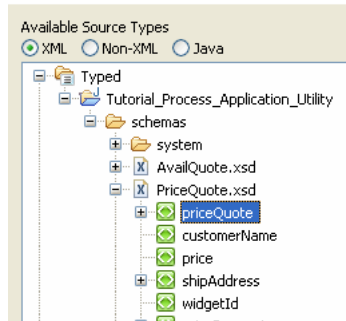 Available Source Types
XML Non-XML Java
Typed
Tutorial_Process_Application_Utility
schemas
system
AvailQuote.xsd
PriceQuote.xsd
priceQuote
customerName
price
shipAddress
widgetId